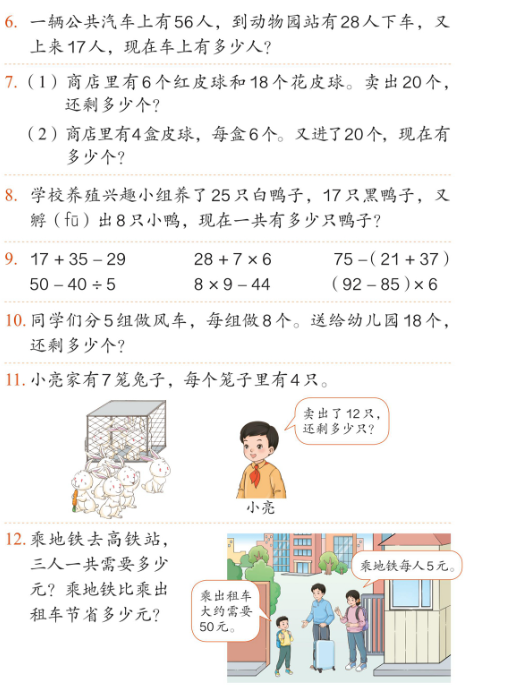 6. 一辆公共汽车上有56人，到动物园站有28人下车，又
上来17人，现在车上有多少人？
7.（1）商店里有6个红皮球和18个花皮球。卖出20个，
还剩多少个？
（2）商店里有4盒皮球，每盒6个。又进了20个，现在有
多少个？
8. 学校养殖兴趣小组养了25只白鸭子，17只黑鸭子，又
孵（fū）出8只小鸭，现在一共有多少只鸭子？
9. 17 + 35 − 29 28 + 7 × 6 75 −( 21 + 37 )
50 − 40 ÷ 5 8 × 9 − 44 ( 92 − 85 )× 6
10. 同学们分5组做风车，每组做8个。送给幼儿园18个，
还剩多少个？
11. 小亮家有7笼兔子，每个笼子里有4只。
卖出了12只，
还剩多少只？
小亮
12. 乘地铁去高铁站，
三人一共需要多少
元？乘地铁比乘出
租车节省多少元？
乘地铁每人5元。
乘出租车
大约需要
50元。